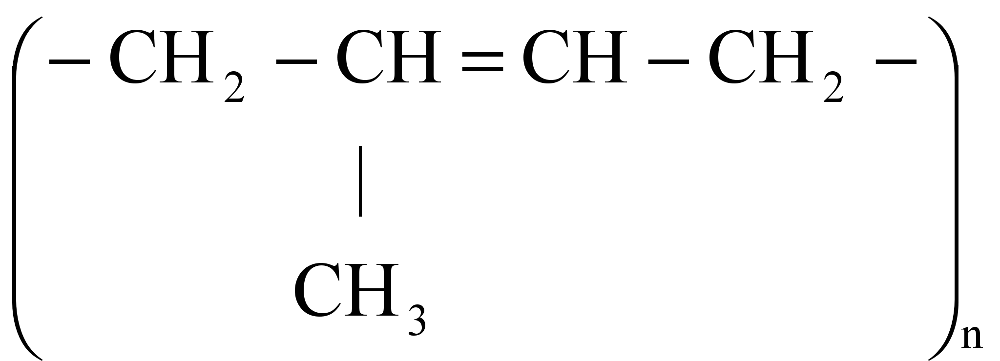 ( − CH₂ − CH = CH − CH₂ − )ₙ
|
CH₃